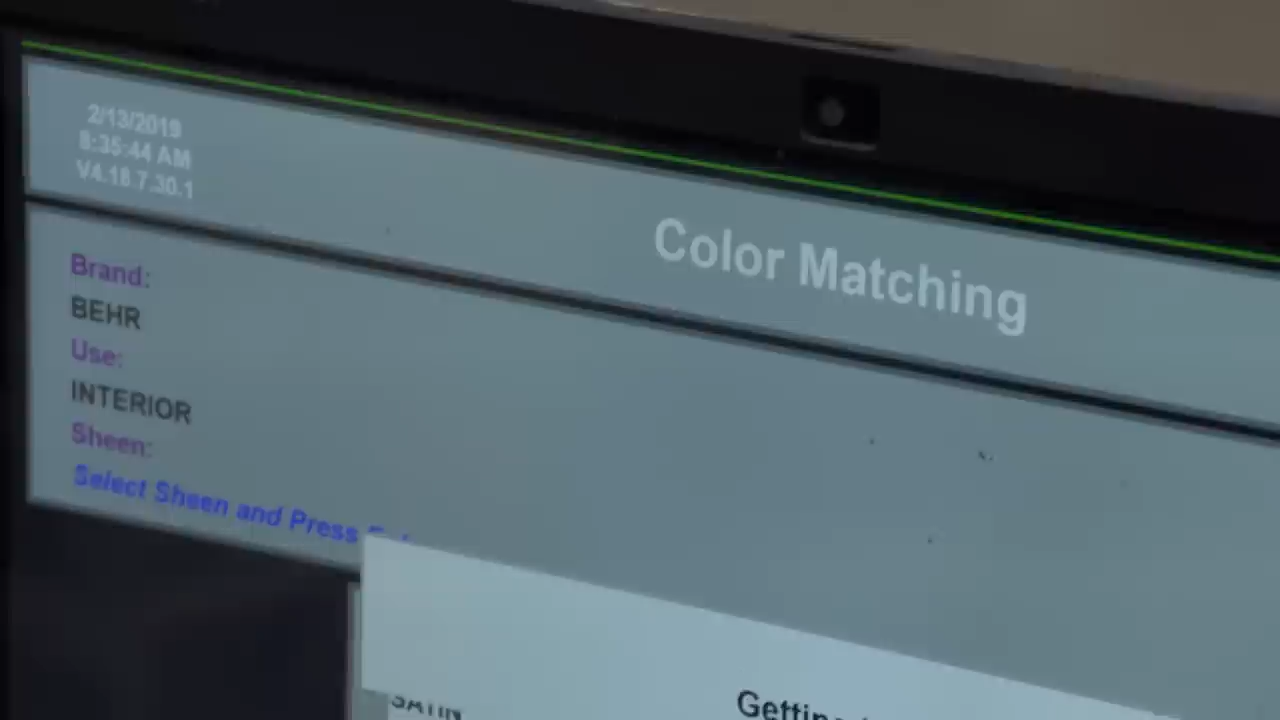 2/13/2019
8:35:44 AM
V4.18.7.30.1
Color Matching
Brand:
BEHR
Use:
INTERIOR
Sheen:
Select Sheen and Press
SATIN